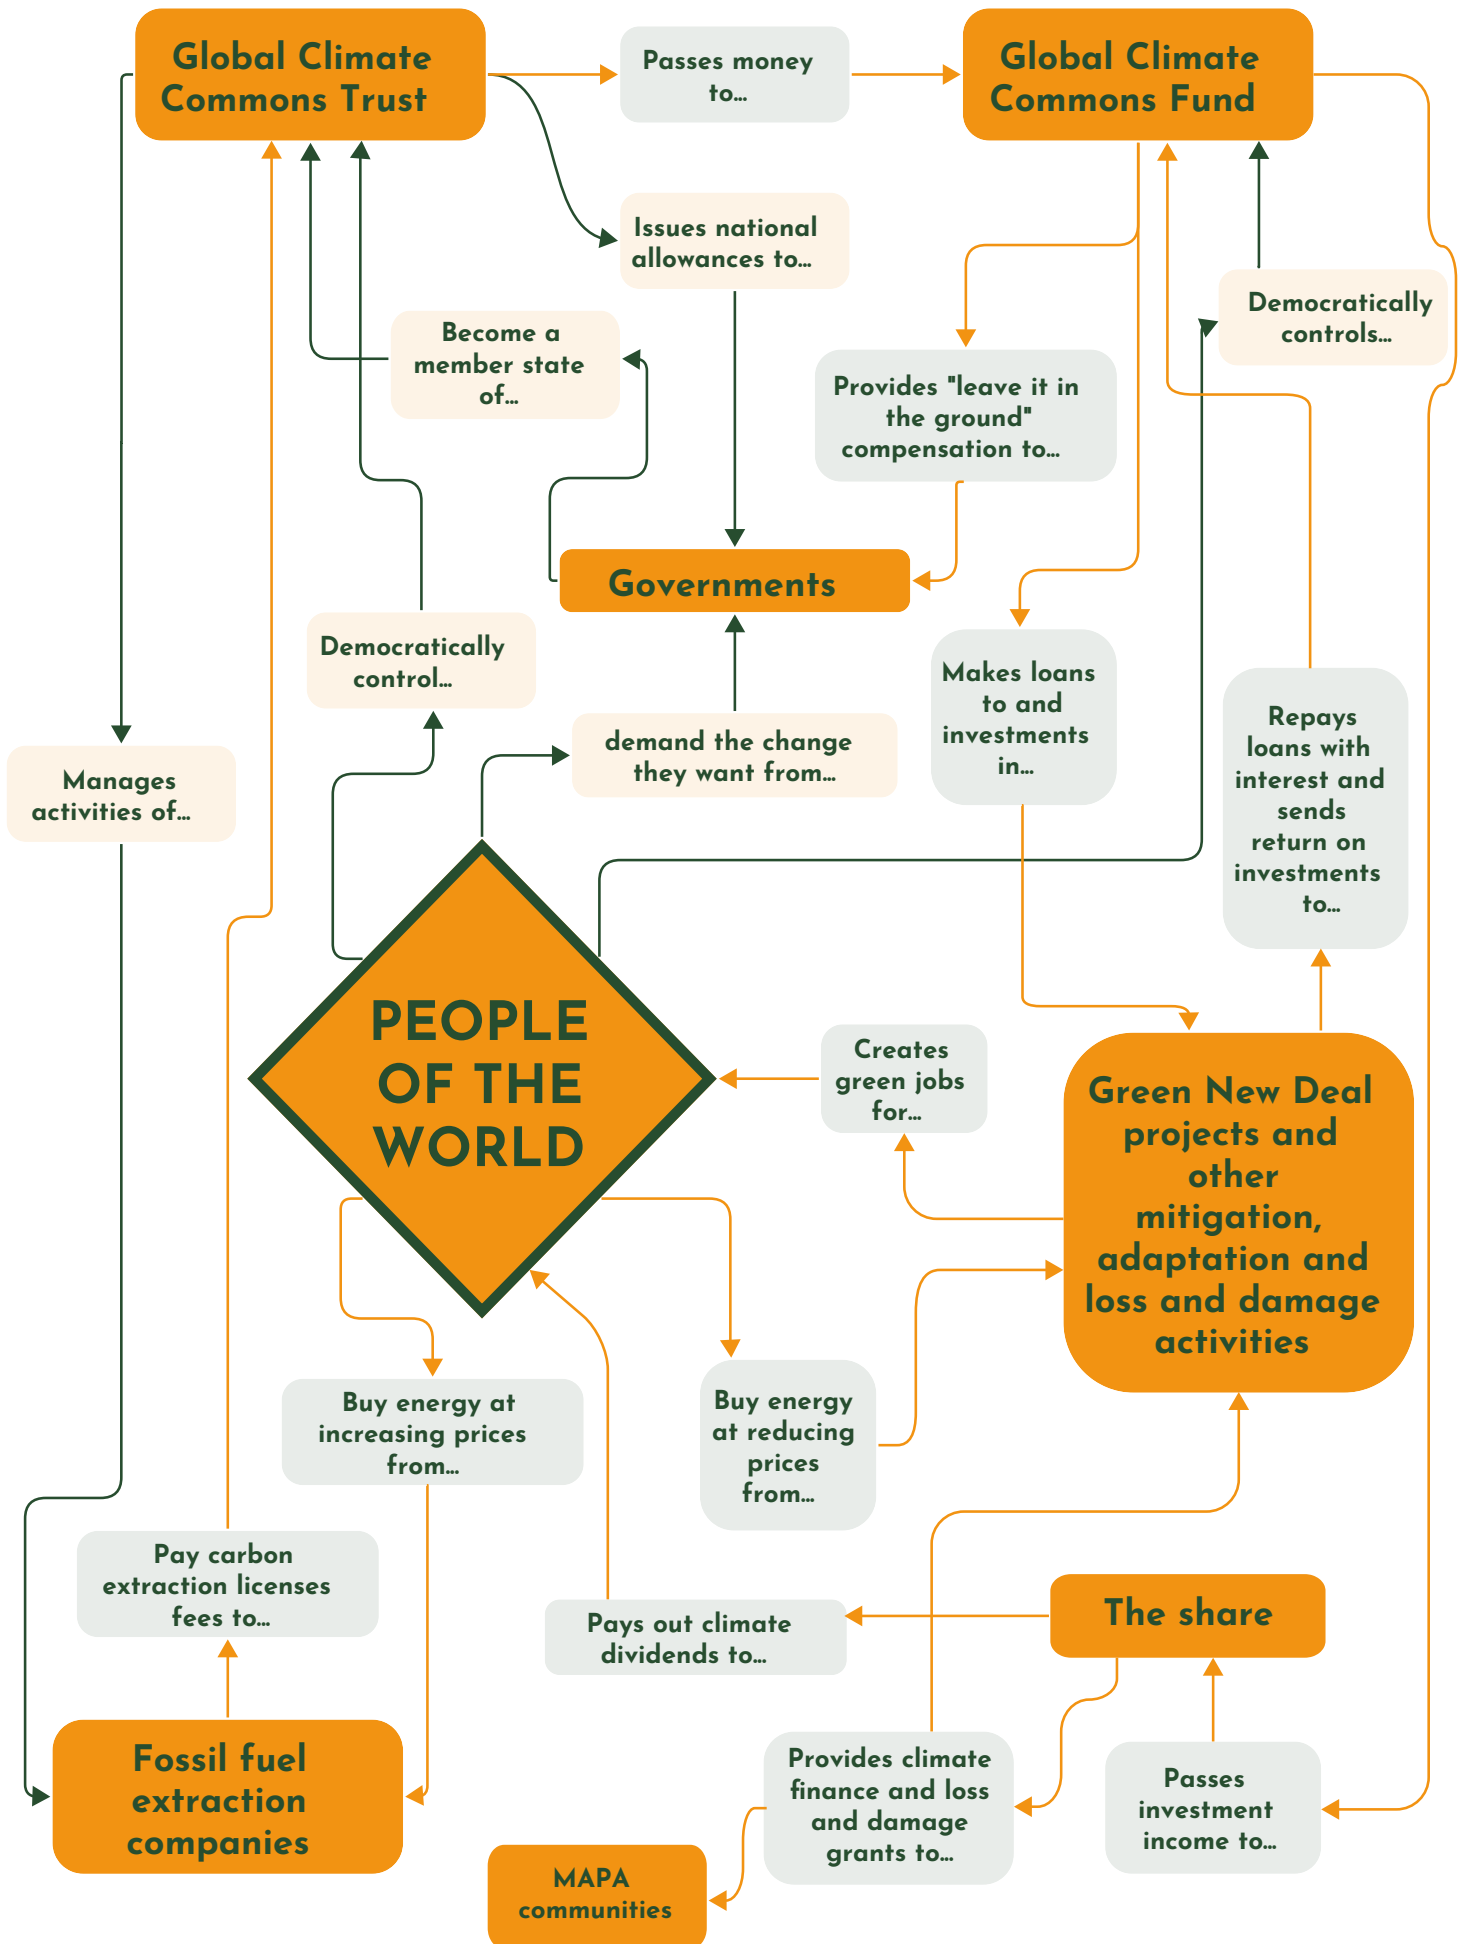 Global Climate
Commons Trust
Passes money
to...
Global Climate
Commons Fund
Issues national
allowances to...
Democratically
controls...
Become a
member state
of...
Provides "leave it in
the ground"
compensation to...
Governments
Democratically
control...
Makes loans
to and
investments
in...
Repays
loans with
interest and
sends
return on
investments
to...
demand the change
they want from...
Manages
activities of...
PEOPLE
OF THE
WORLD
Creates
green jobs
for...
Green New Deal
projects and
other
mitigation,
adaptation and
loss and damage
activities
Buy energy at
increasing prices
from...
Buy energy
at reducing
prices
from...
Pay carbon
extraction licenses
fees to...
Pays out climate
dividends to...
The share
Fossil fuel
extraction
companies
Provides climate
finance and loss
and damage
grants to...
Passes
investment
income to...
MAPA
communities